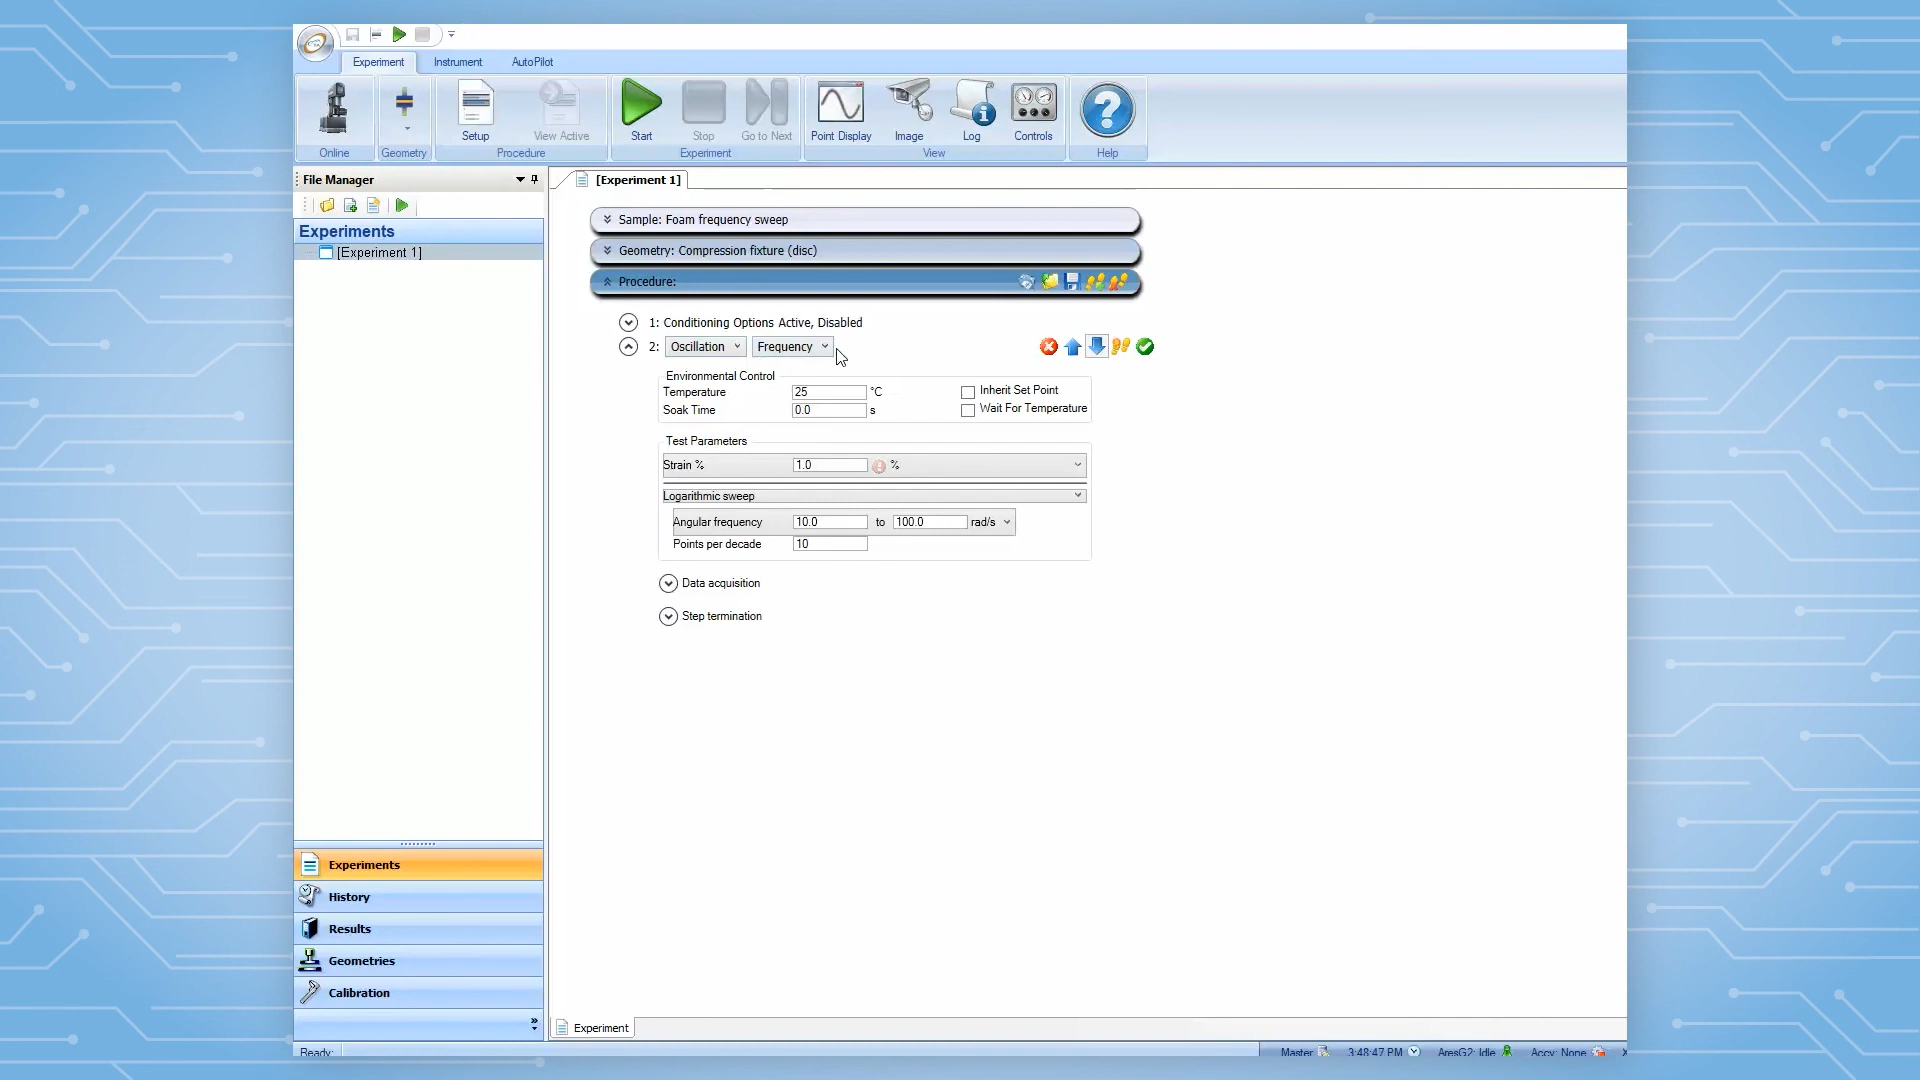 Experiment Instrument AutoPilot
Setup View Active Start Stop Go to Next Point Display Image Log Controls
Online Geometry Procedure Experiment View Help
File Manager
[Experiment 1]
Experiments
[Experiment 1]
Sample: Foam frequency sweep
Geometry: Compression fixture (disc)
Procedure:
1: Conditioning Options Active, Disabled
2: Oscillation Frequency
Environmental Control
Temperature 25 °C Inherit Set Point
Soak Time 0.0 s Wait For Temperature
Test Parameters
Strain % 1.0 %
Logarithmic sweep
Angular frequency 10.0 to 100.0 rad/s
Points per decade 10
Data acquisition
Step termination
Experiments
History
Results
Geometries
Calibration
Experiment
Ready: Master 3:48:47 PM AresG2: Idle Accy: None